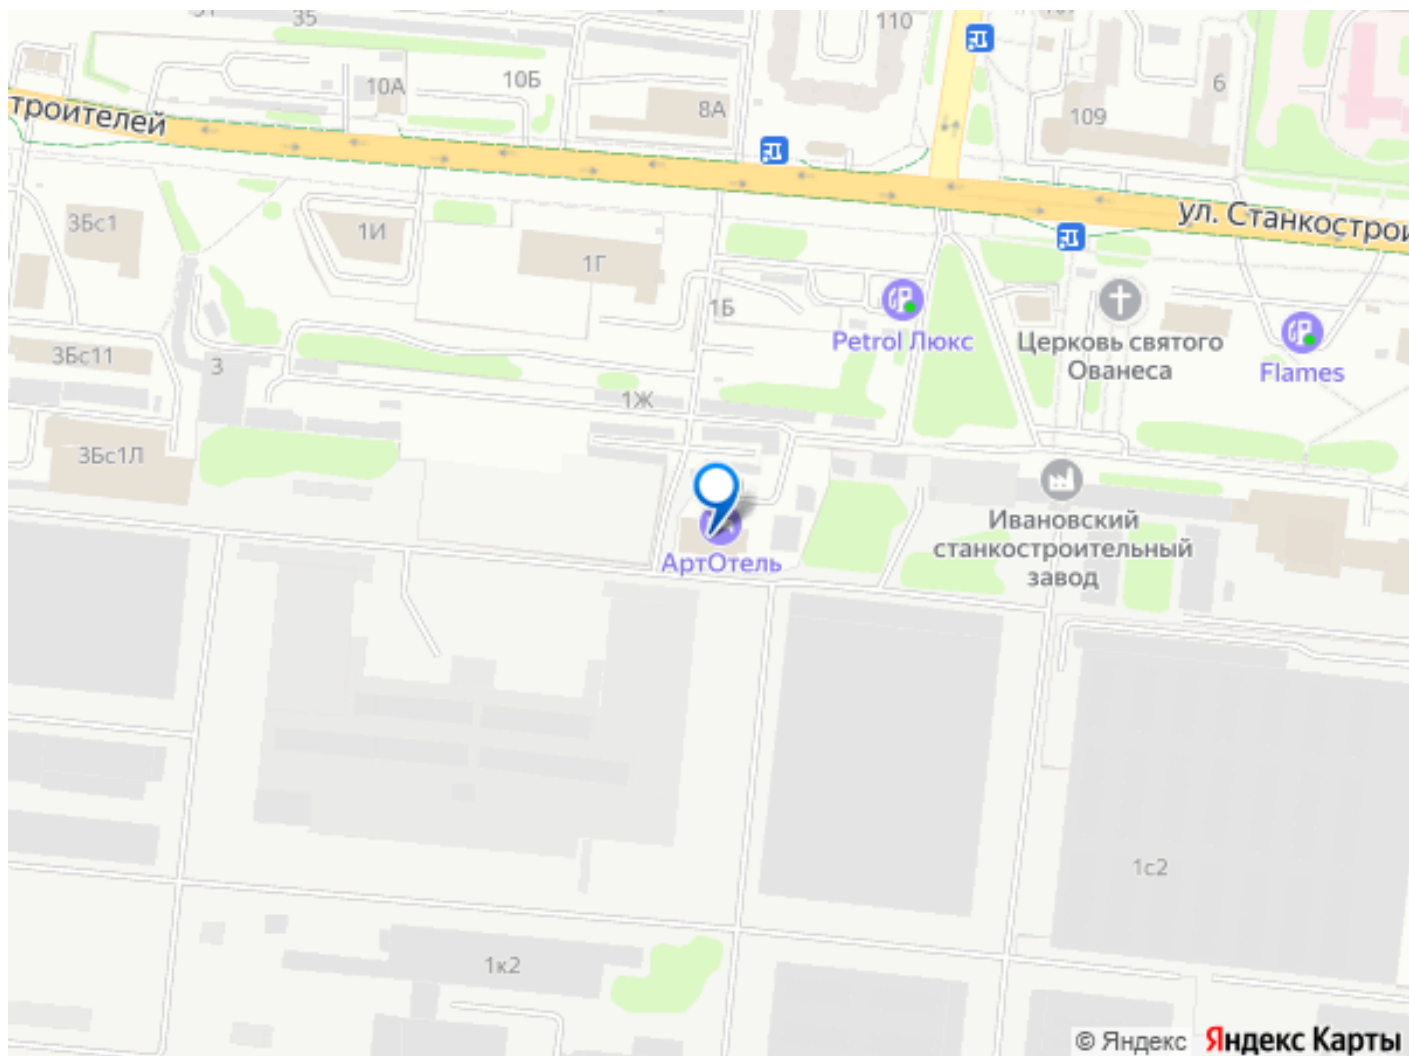 35
110
10А
10Б
8А
6
109
троителей
ул. Станкострои
3Бс1
1И
1Г
1Б
Petrol Люкс
Церковь святого
Ованеса
Flames
3Бс11
3
1Ж
3Бс1Л
АртОтель
Ивановский
станкостроительный
завод
1с2
1к2
© Яндекс Яндекс Карты